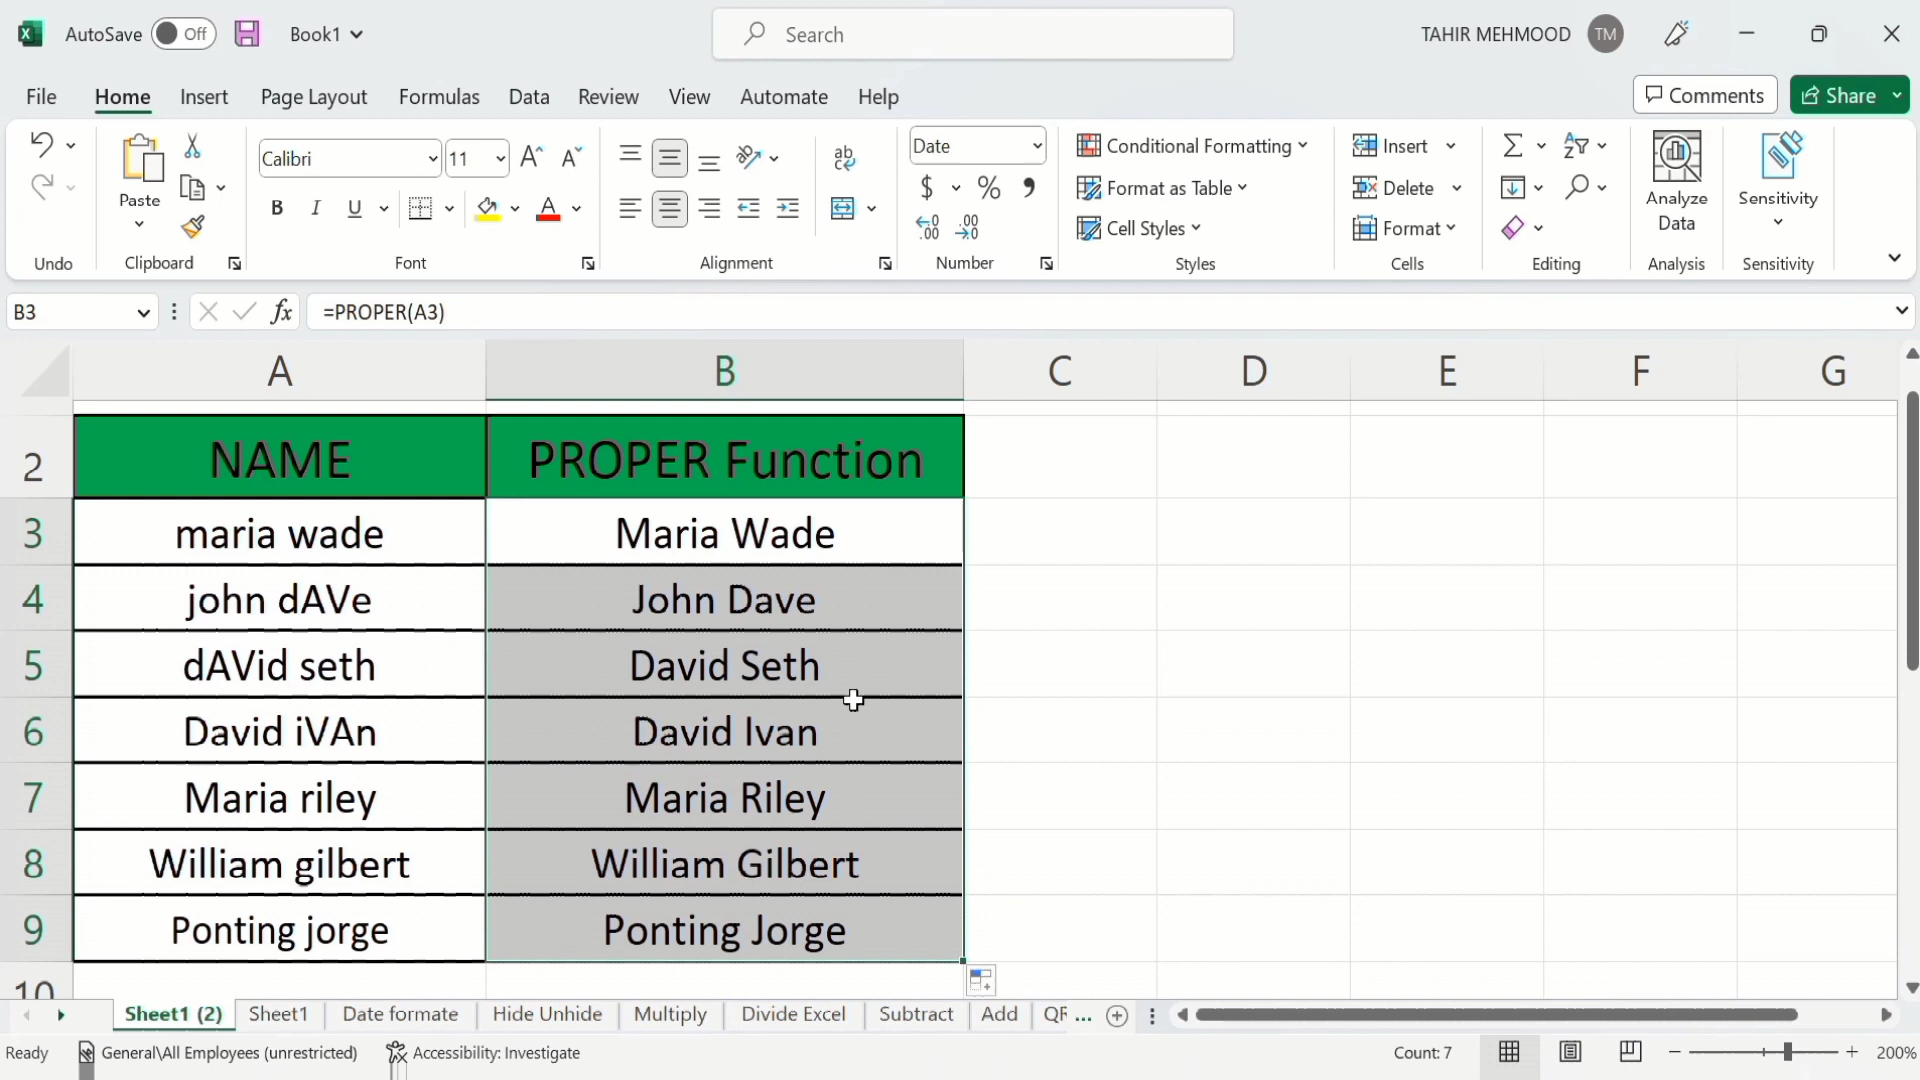 AutoSave Off Book1 Search TAHIR MEHMOOD TM
File Home Insert Page Layout Formulas Data Review View Automate Help Comments Share
Paste
Calibri 11
ab
Date
$ % ,
.00 .00
B I U A
Conditional Formatting
Format as Table
Cell Styles
Insert
Delete
Format
Analyze
Data
Sensitivity
Undo Clipboard Font Alignment Number Styles Cells Editing Analysis Sensitivity
B3 fx =PROPER(A3)
A B C D E F G
2 NAME PROPER Function
3 maria wade Maria Wade
4 john dAVe John Dave
5 dAVid seth David Seth
6 David iVAn David Ivan
7 Maria riley Maria Riley
8 William gilbert William Gilbert
9 Ponting jorge Ponting Jorge
10
Sheet1 (2) Sheet1 Date formate Hide Unhide Multiply Divide Excel Subtract Add QR ...
Ready General\All Employees (unrestricted) Accessibility: Investigate Count: 7 200%